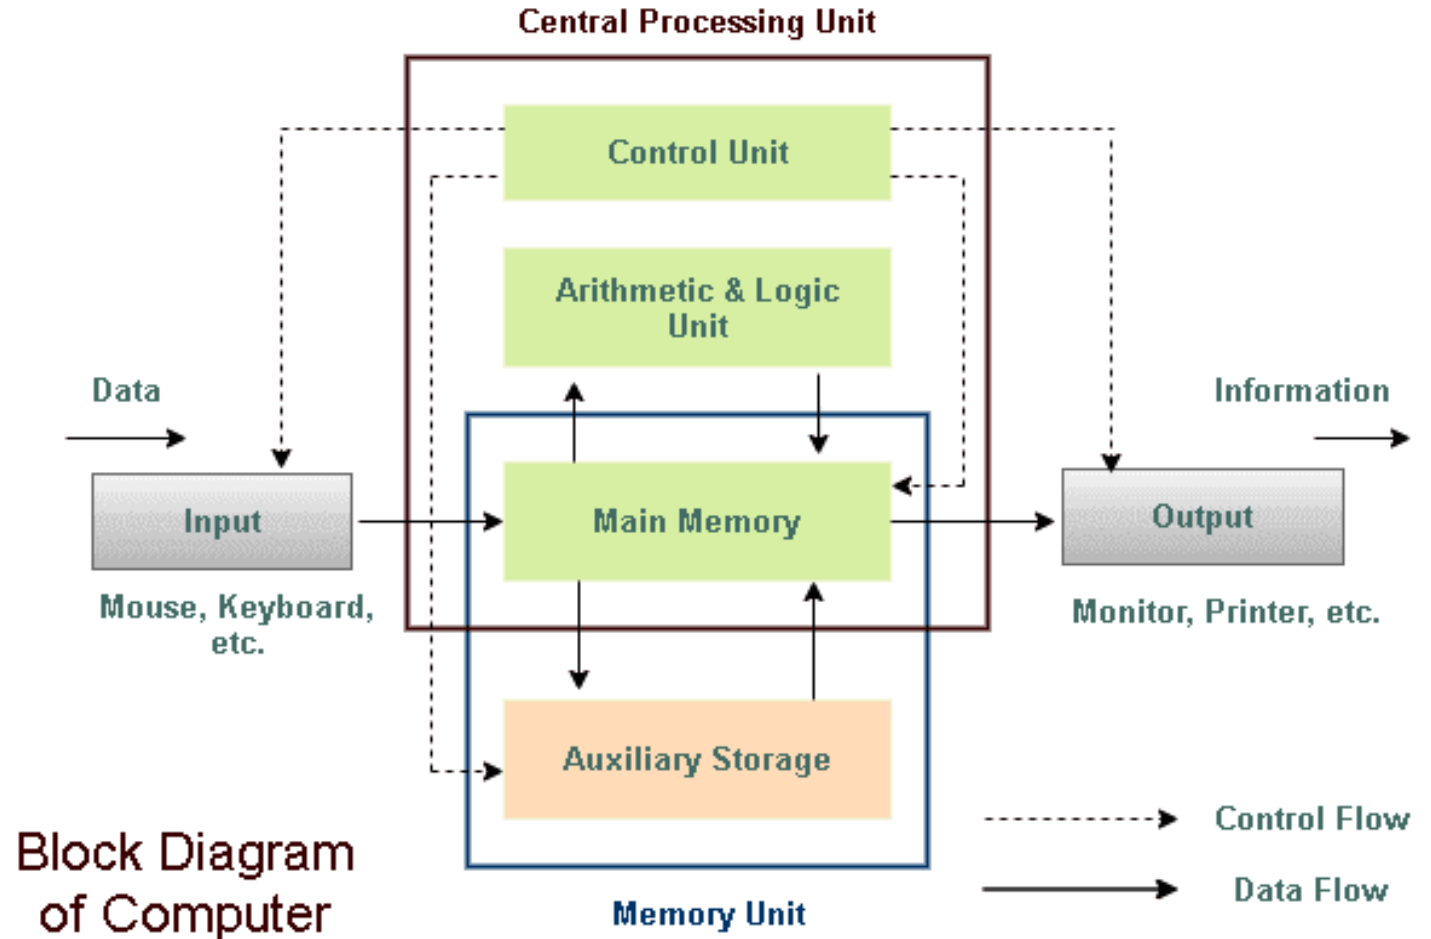 Central Processing Unit
Control Unit
Arithmetic & Logic
Unit
Data
Information
Input
Main Memory
Output
Mouse, Keyboard,
etc.
Monitor, Printer, etc.
Auxiliary Storage
Control Flow
Data Flow
Block Diagram
of Computer
Memory Unit